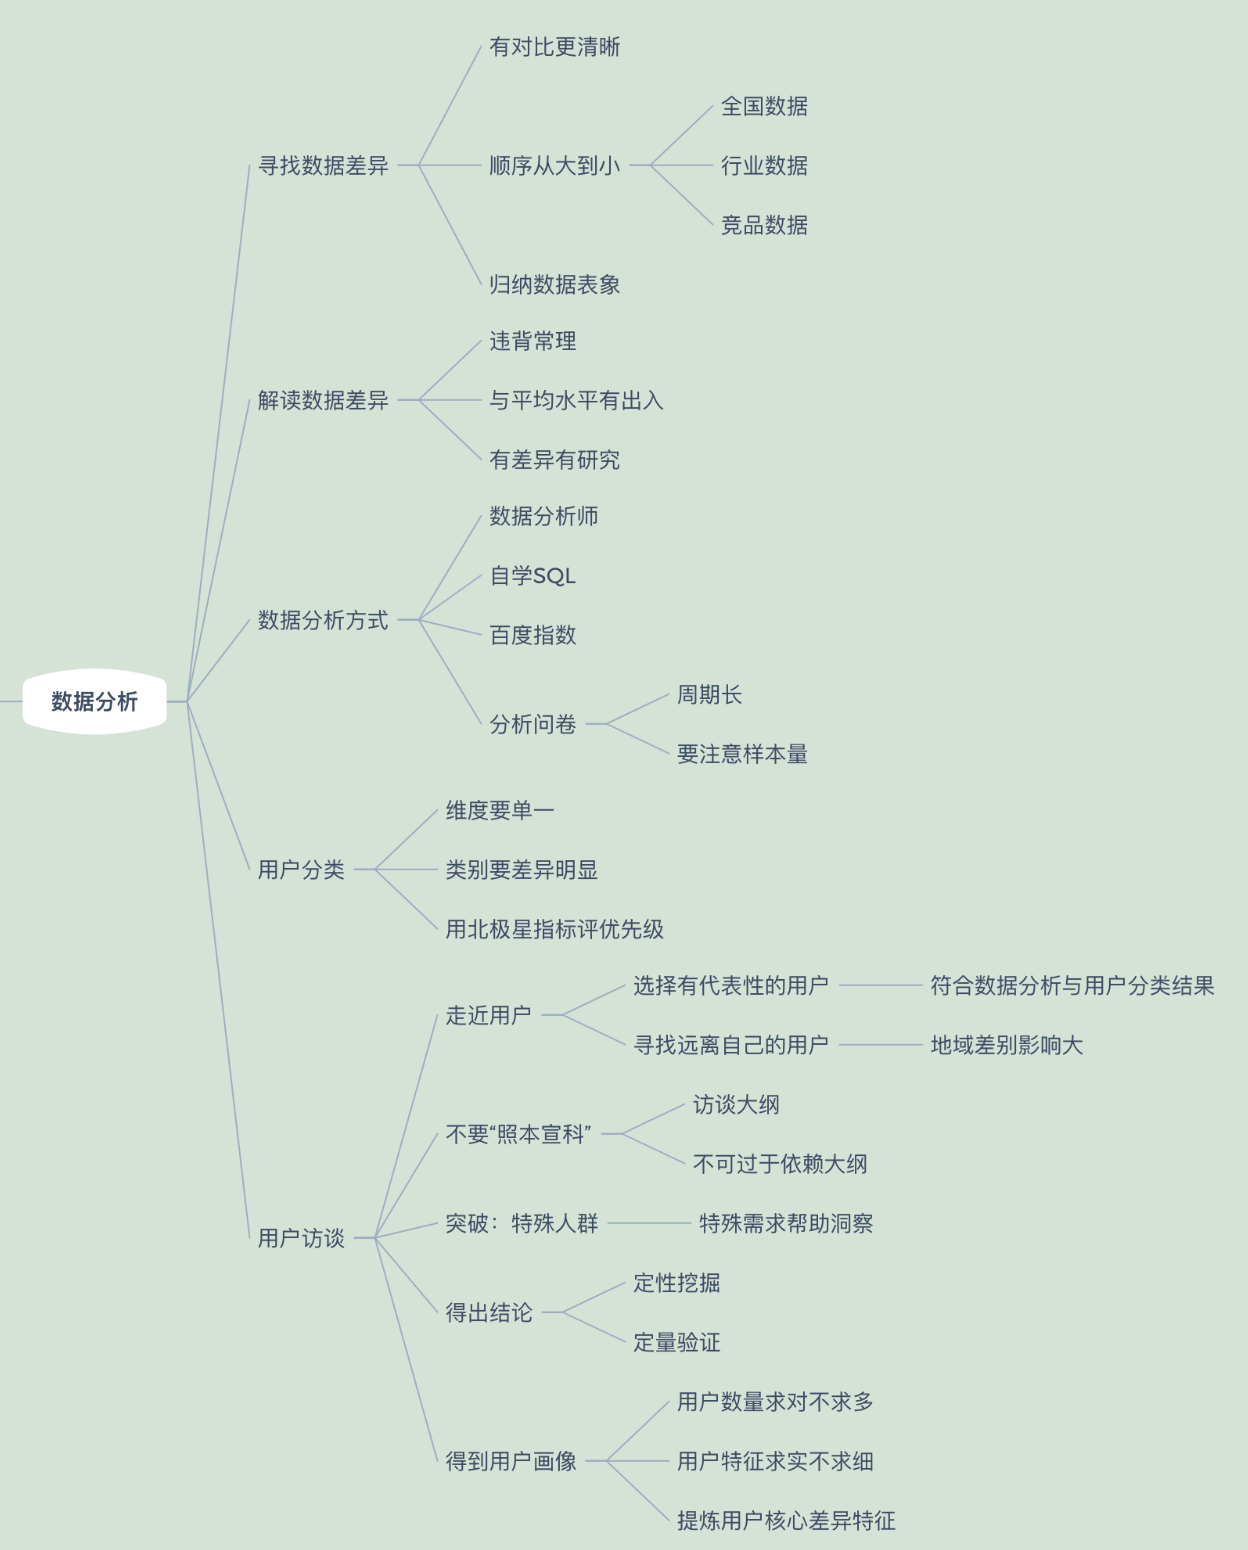 有对比更清晰
全国数据
寻找数据差异
顺序从大到小
行业数据
竞品数据
归纳数据表象
违背常理
解读数据差异
与平均水平有出入
有差异有研究
数据分析师
自学SQL
数据分析方式
百度指数
周期长
数据分析
分析问卷
要注意样本量
维度要单一
用户分类
类别要差异明显
用北极星指标评优先级
选择有代表性的用户
符合数据分析与用户分类结果
走近用户
寻找远离自己的用户
地域差别影响大
访谈大纲
不要“照本宣科”
不可过于依赖大纲
突破：特殊人群
特殊需求帮助洞察
用户访谈
定性挖掘
得出结论
定量验证
用户数量求对不求多
得到用户画像
用户特征求实不求细
提炼用户核心差异特征